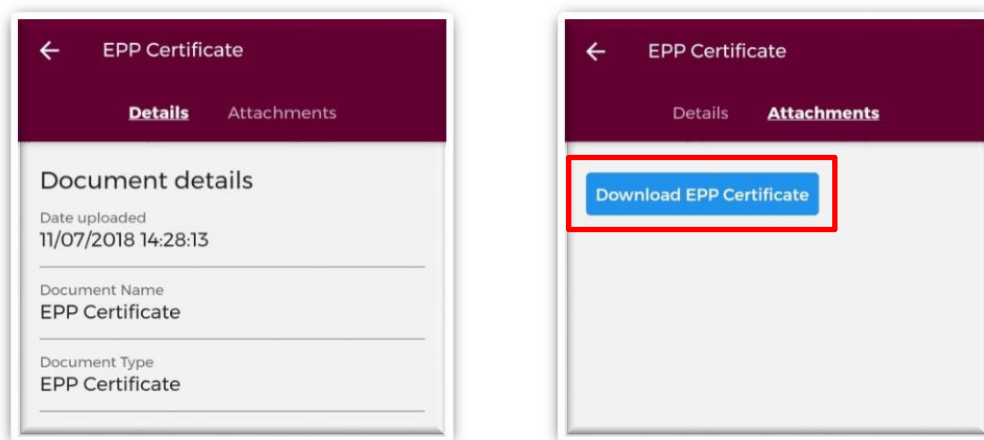 EPP Certificate
Details Attachments
Document details
Date uploaded
11/07/2018 14:28:13
Document Name
EPP Certificate
Document Type
EPP Certificate
EPP Certificate
Details Attachments
Download EPP Certificate